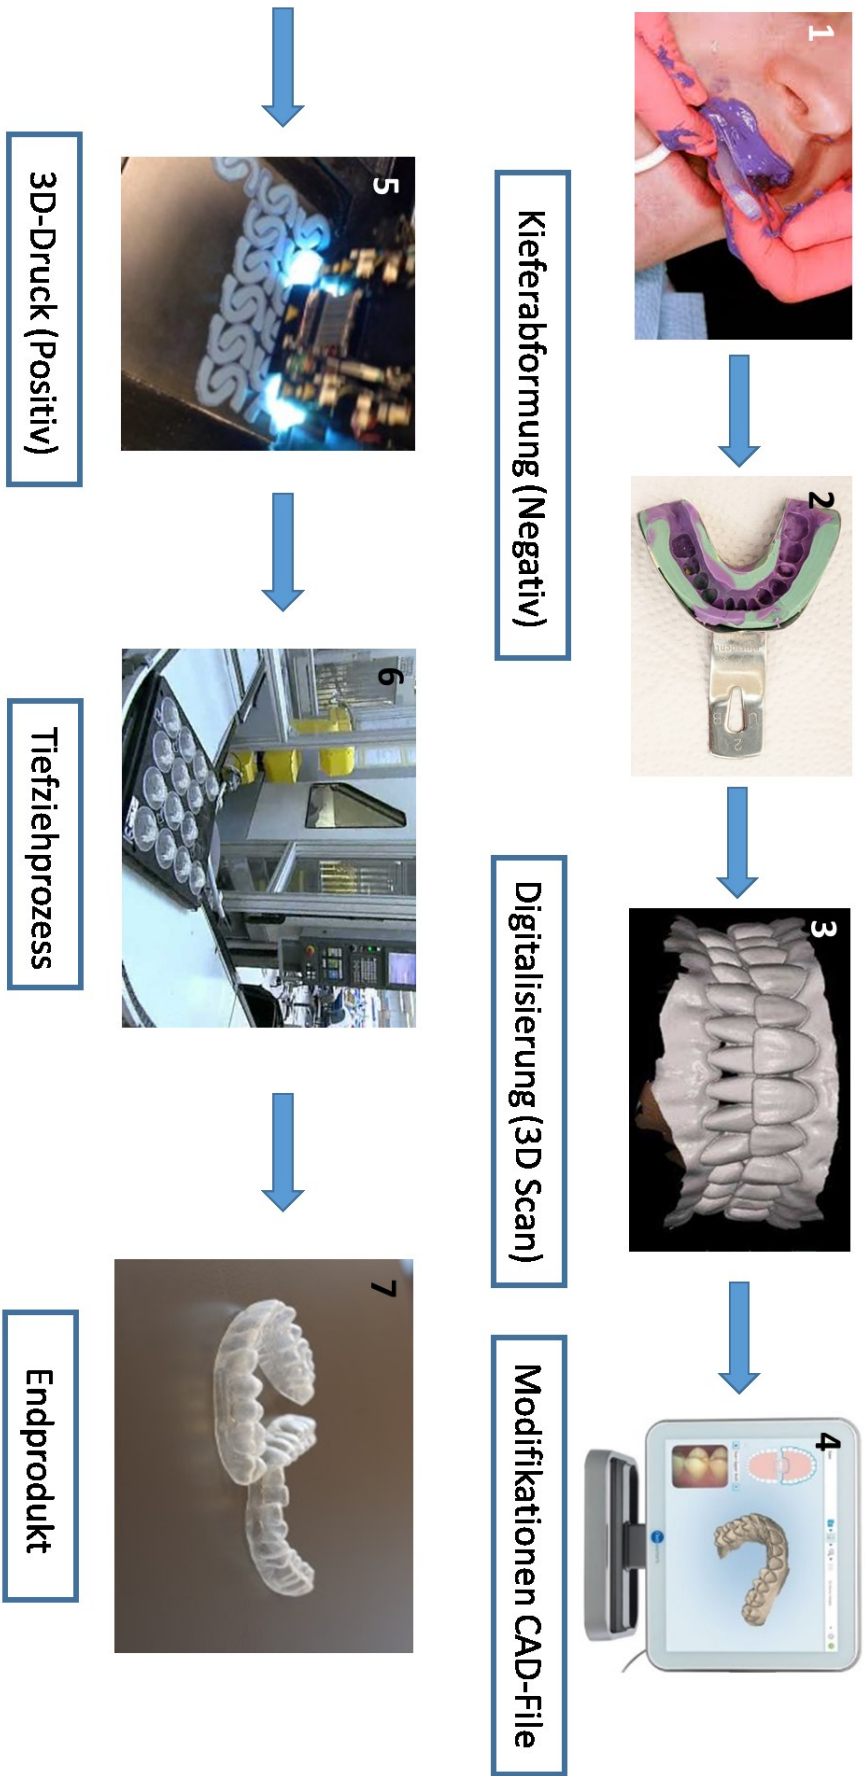 1
2
3
4
Kieferabformung (Negativ)
Digitalisierung (3D Scan)
Modifikationen CAD-File
5
6
7
3D-Druck (Positiv)
Tiefziehprozess
Endprodukt